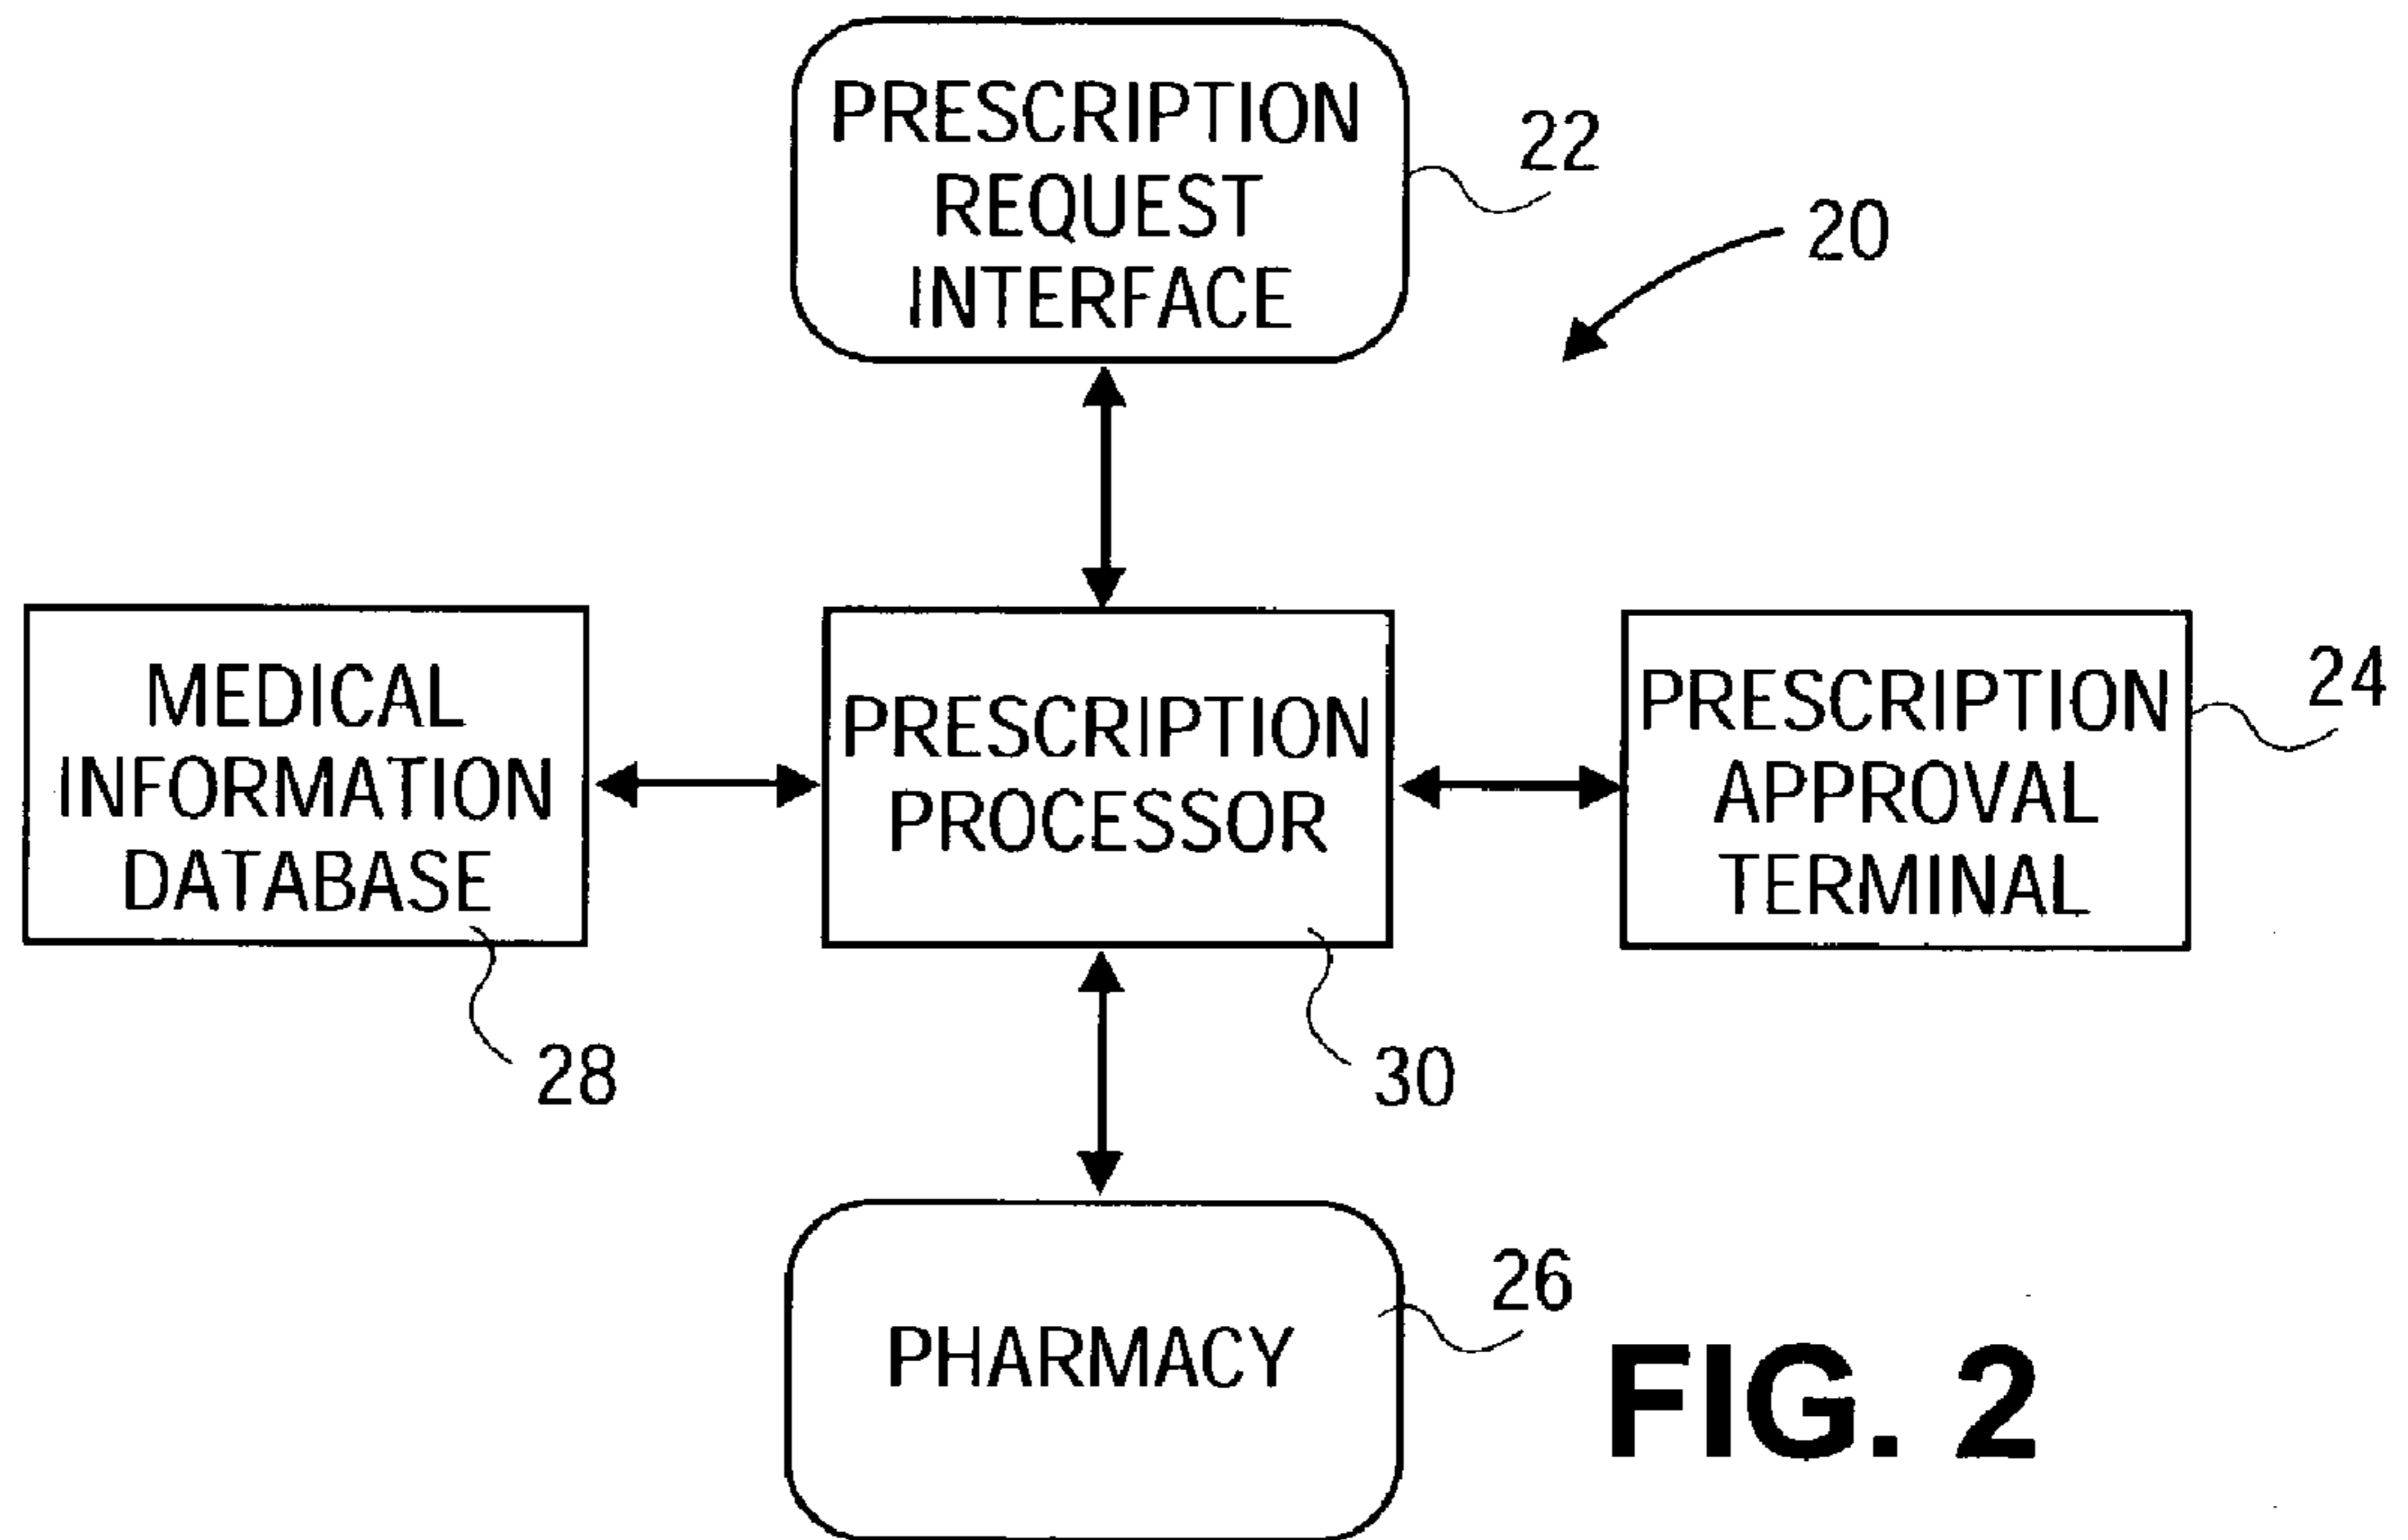 PRESCRIPTION
REQUEST
INTERFACE
22
20
MEDICAL
INFORMATION
DATABASE
28
PRESCRIPTION
PROCESSOR
30
PRESCRIPTION
APPROVAL
TERMINAL
24
PHARMACY
26
FIG. 2